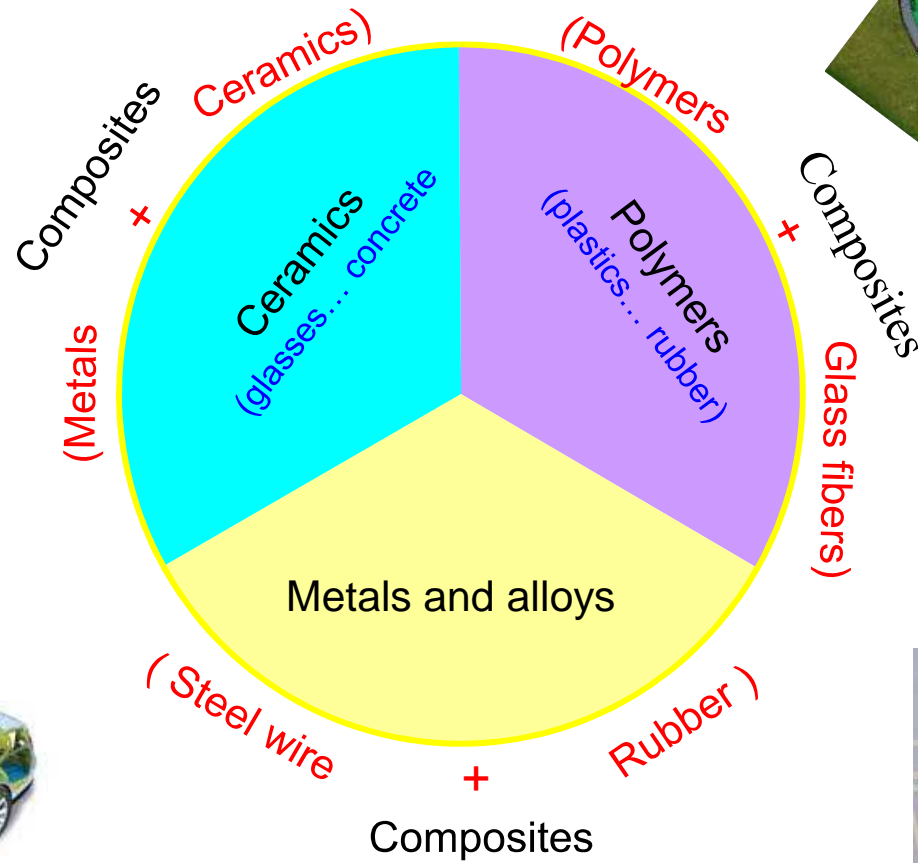 Composites
(Metals + Ceramics)
Ceramics
(glasses… concrete
(Polymers + Glass fibers)
Composites
Polymers
(plastics… rubber)
Metals and alloys
( Steel wire + Rubber )
Composites